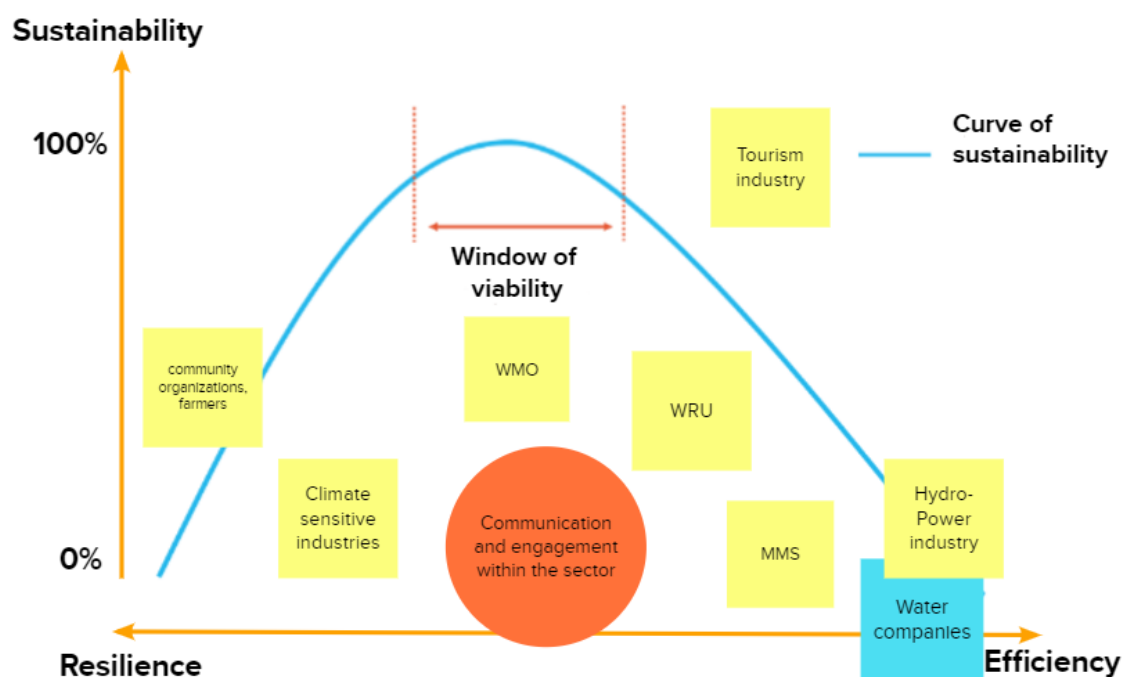 Sustainability
100%
Tourism
industry
Curve of
sustainability
Window of
viability
community
organizations,
farmers
WMO
WRU
Climate
sensitive
industries
Communication
and engagement
within the sector
MMS
Hydro-
Power
industry
0%
Water
companies
Resilience
Efficiency